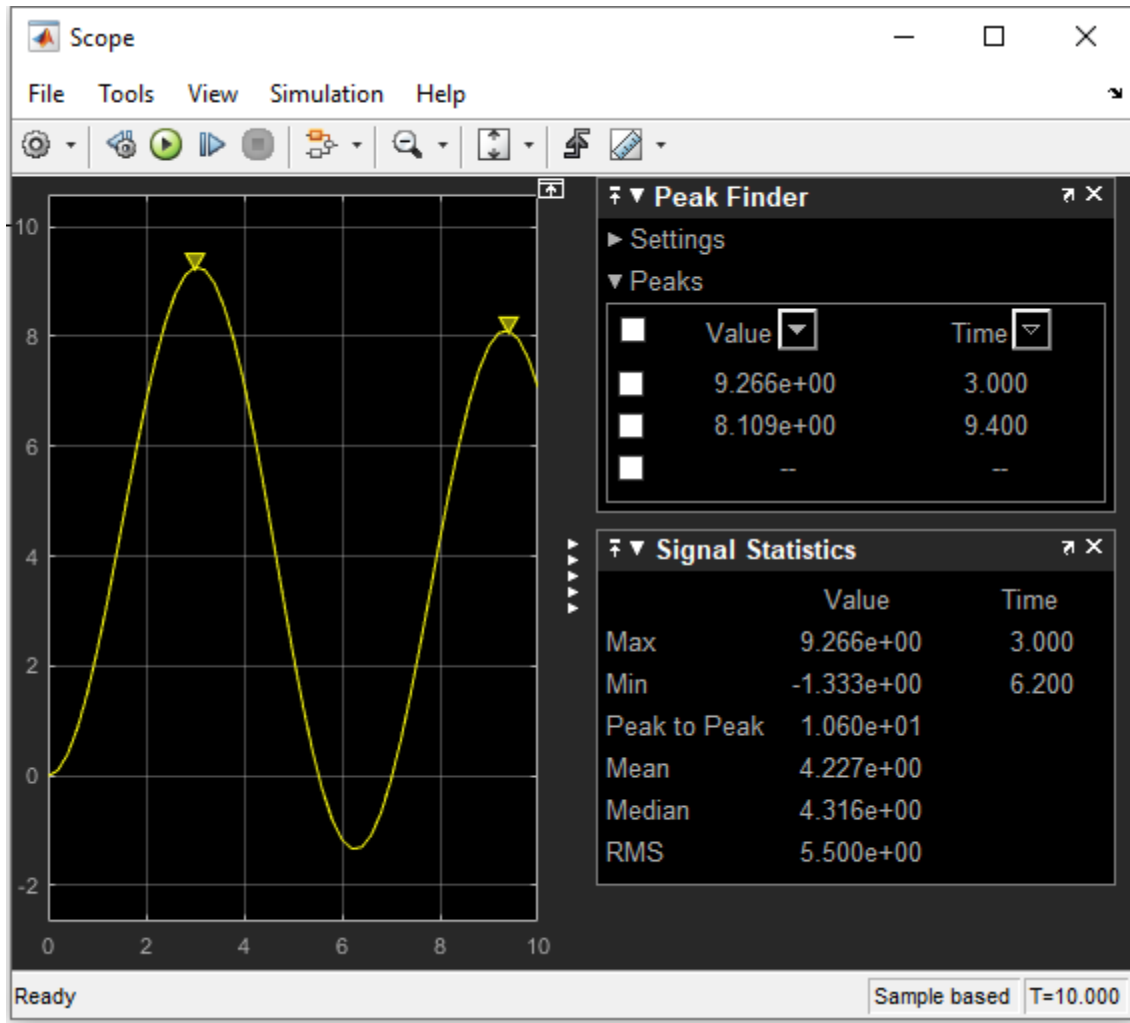 Scope
File Tools View Simulation Help
Peak Finder
Settings
Peaks
Value Time
9.266e+00 3.000
8.109e+00 9.400
-- --
Signal Statistics
Value Time
Max 9.266e+00 3.000
Min -1.333e+00 6.200
Peak to Peak 1.060e+01
Mean 4.227e+00
Median 4.316e+00
RMS 5.500e+00
10
8
6
4
2
0
-2
0 2 4 6 8 10
Ready Sample based T=10.000